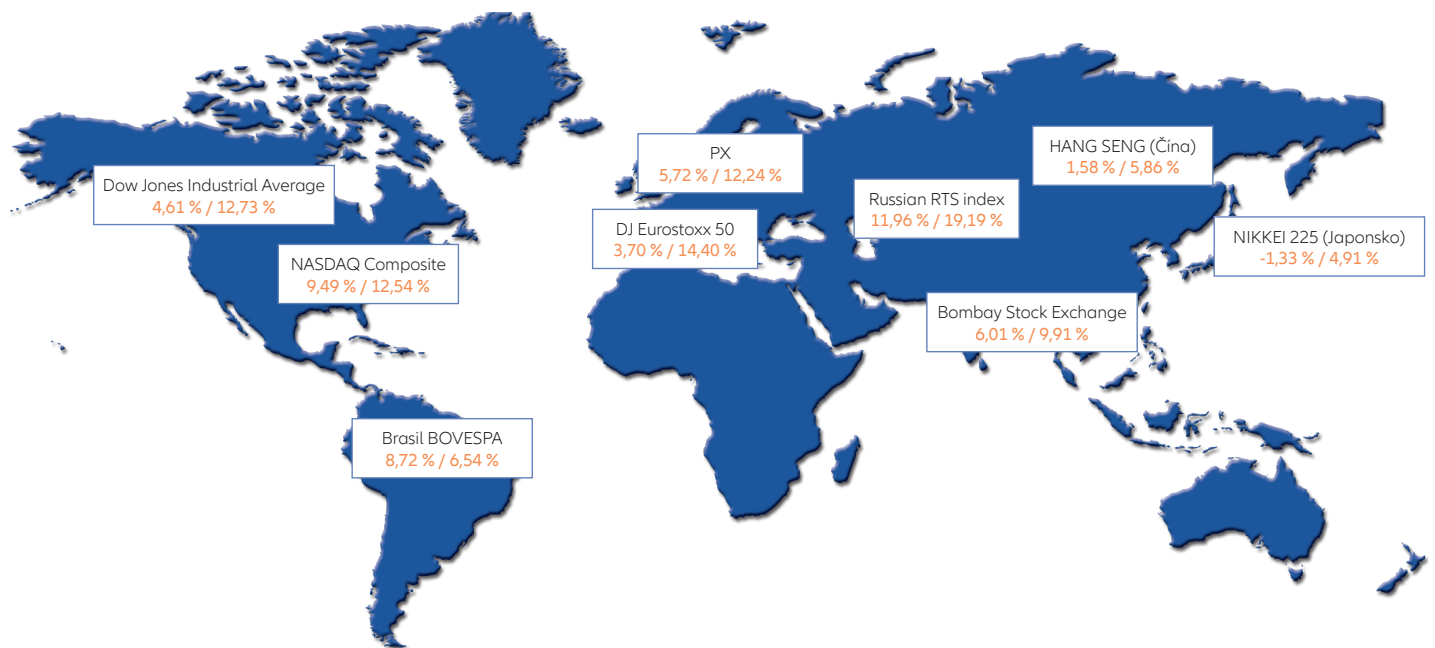 Dow Jones Industrial Average
4,61 % / 12,73 %
NASDAQ Composite
9,49 % / 12,54 %
Brasil BOVESPA
8,72 % / 6,54 %
PX
5,72 % / 12,24 %
DJ Eurostoxx 50
3,70 % / 14,40 %
Russian RTS index
11,96 % / 19,19 %
HANG SENG (Čína)
1,58 % / 5,86 %
NIKKEI 225 (Japonsko)
-1,33 % / 4,91 %
Bombay Stock Exchange
6,01 % / 9,91 %